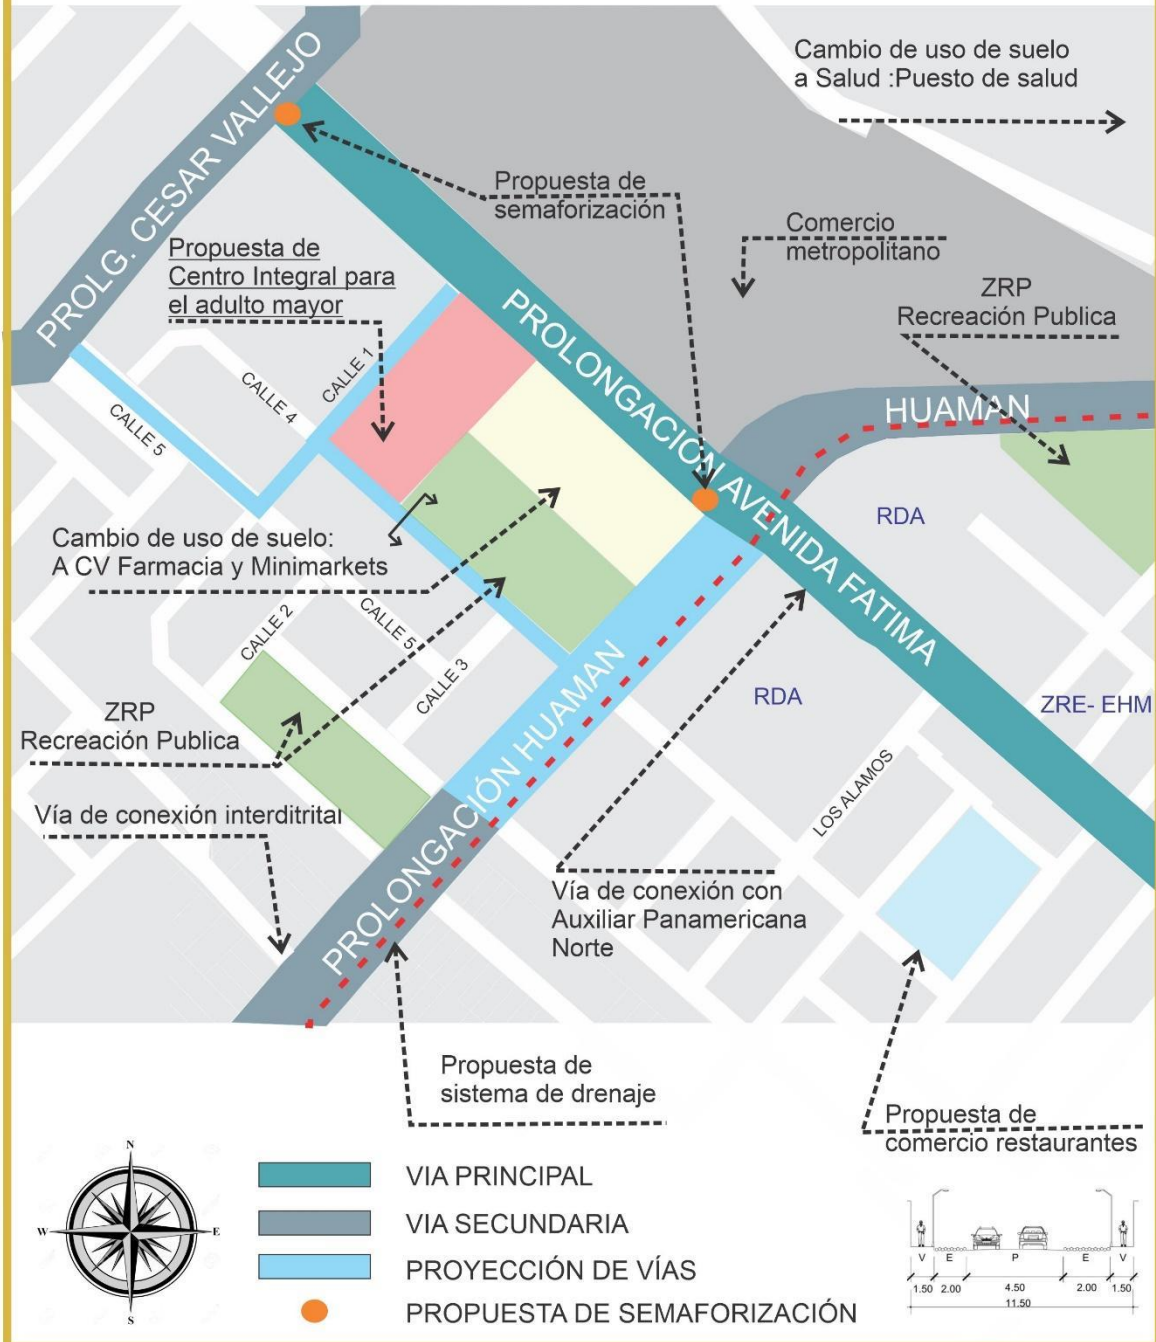 Cambio de uso de suelo
a Salud :Puesto de salud
PROLG. CESAR VALLEJO
Propuesta de
semaforización
Comercio
metropolitano
Propuesta de
Centro Integral para
el adulto mayor
ZRP
Recreación Publica
PROLONGACIÓN AVENIDA FATIMA
HUAMAN
CALLE 1
CALLE 4
CALLE 5
RDA
Cambio de uso de suelo:
A CV Farmacia y Minimarkets
CALLE 2
CALLE 5
CALLE 3
RDA
ZRE- EHM
ZRP
Recreación Publica
PROLONGACIÓN HUAMAN
LOS ALAMOS
Vía de conexión interditrital
Vía de conexión con
Auxiliar Panamericana
Norte
Propuesta de
sistema de drenaje
Propuesta de
comercio restaurantes
N
W
E
S
VIA PRINCIPAL
VIA SECUNDARIA
PROYECCIÓN DE VÍAS
PROPUESTA DE SEMAFORIZACIÓN
V E P E V
1.50 2.00 4.50 2.00 1.50
11.50